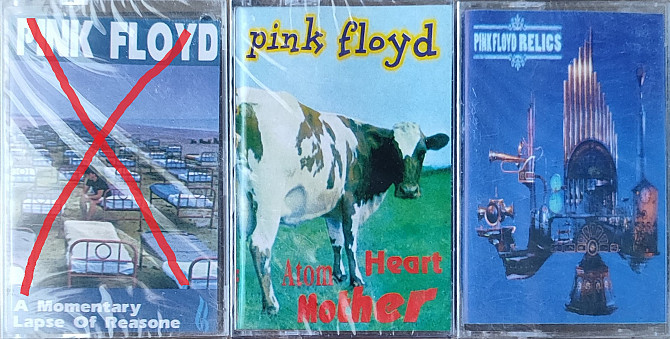 PINK FLOYD
A Momentary
Lapse Of Reasone
pink floyd
Atom Heart
Mother
PINK FLOYD RELICS